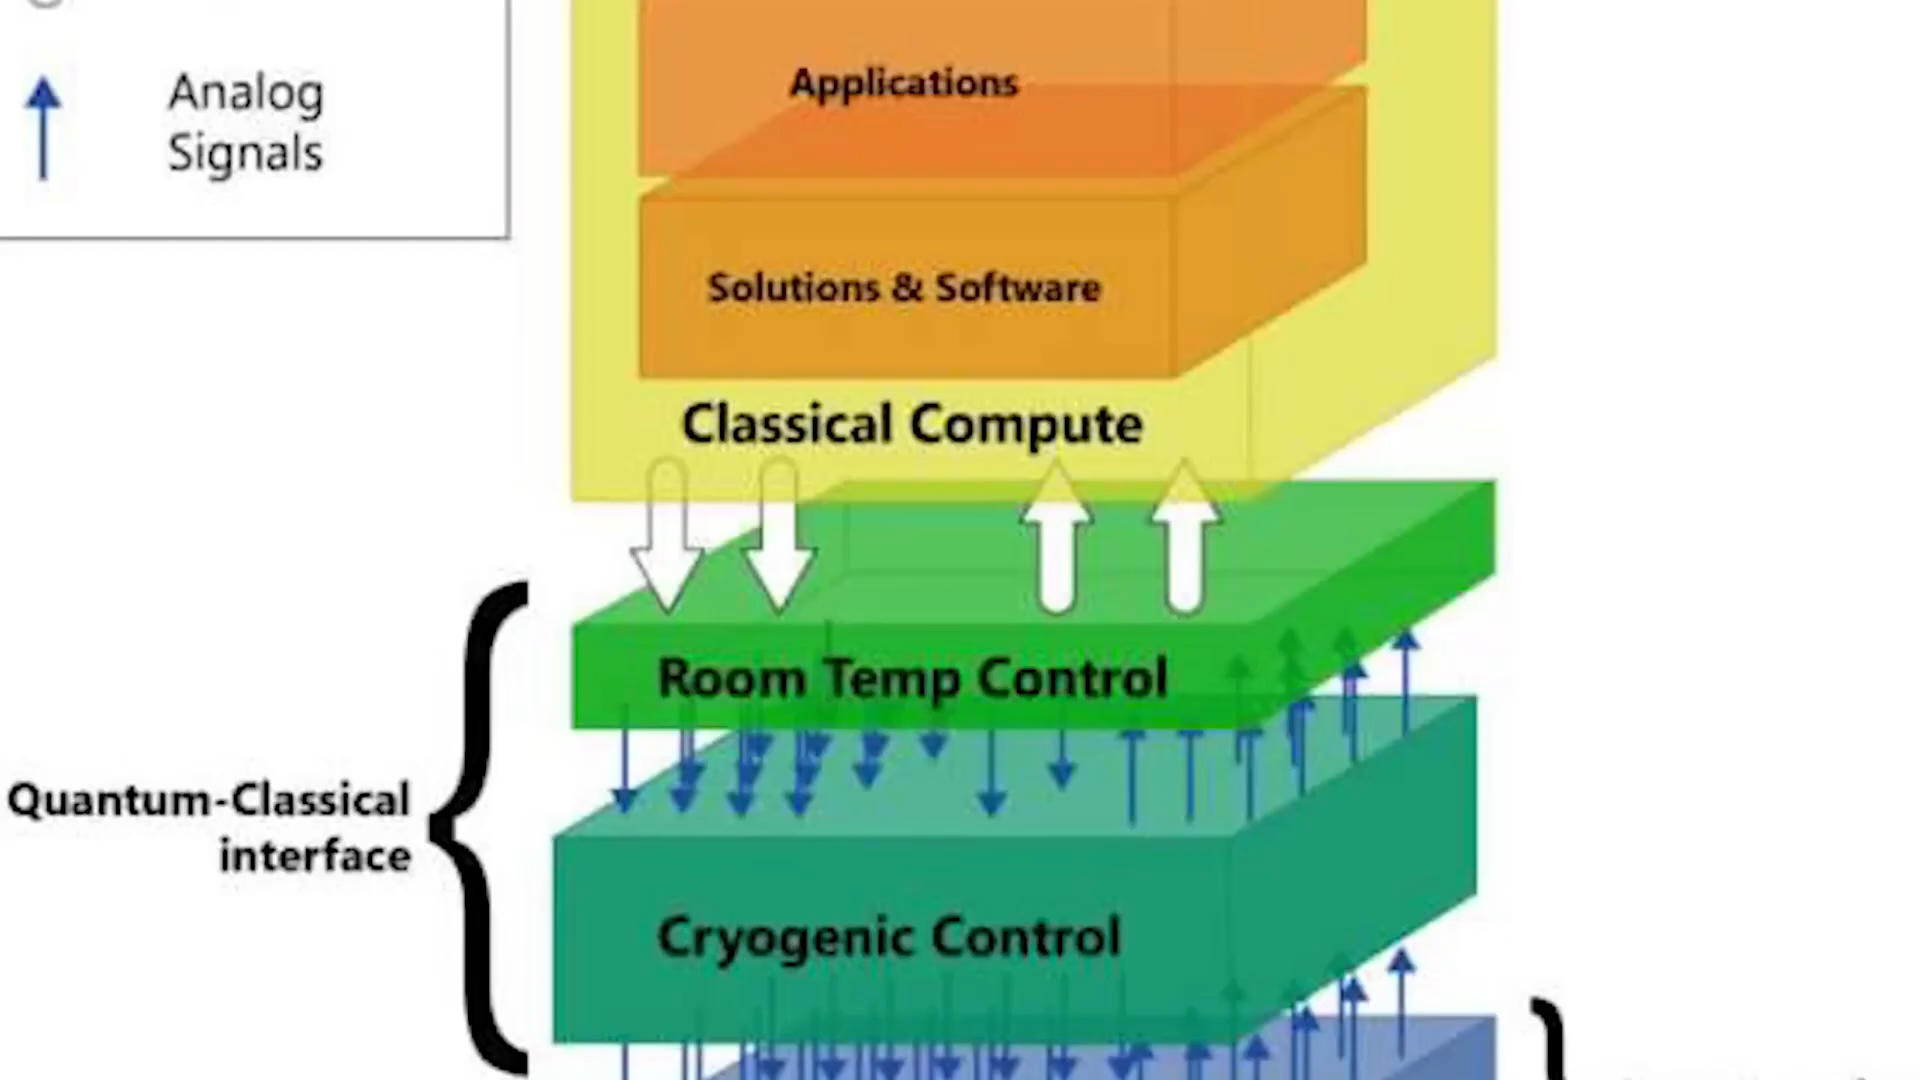 Analog
Signals
Applications
Solutions & Software
Classical Compute
Room Temp Control
Quantum-Classical
interface
Cryogenic Control